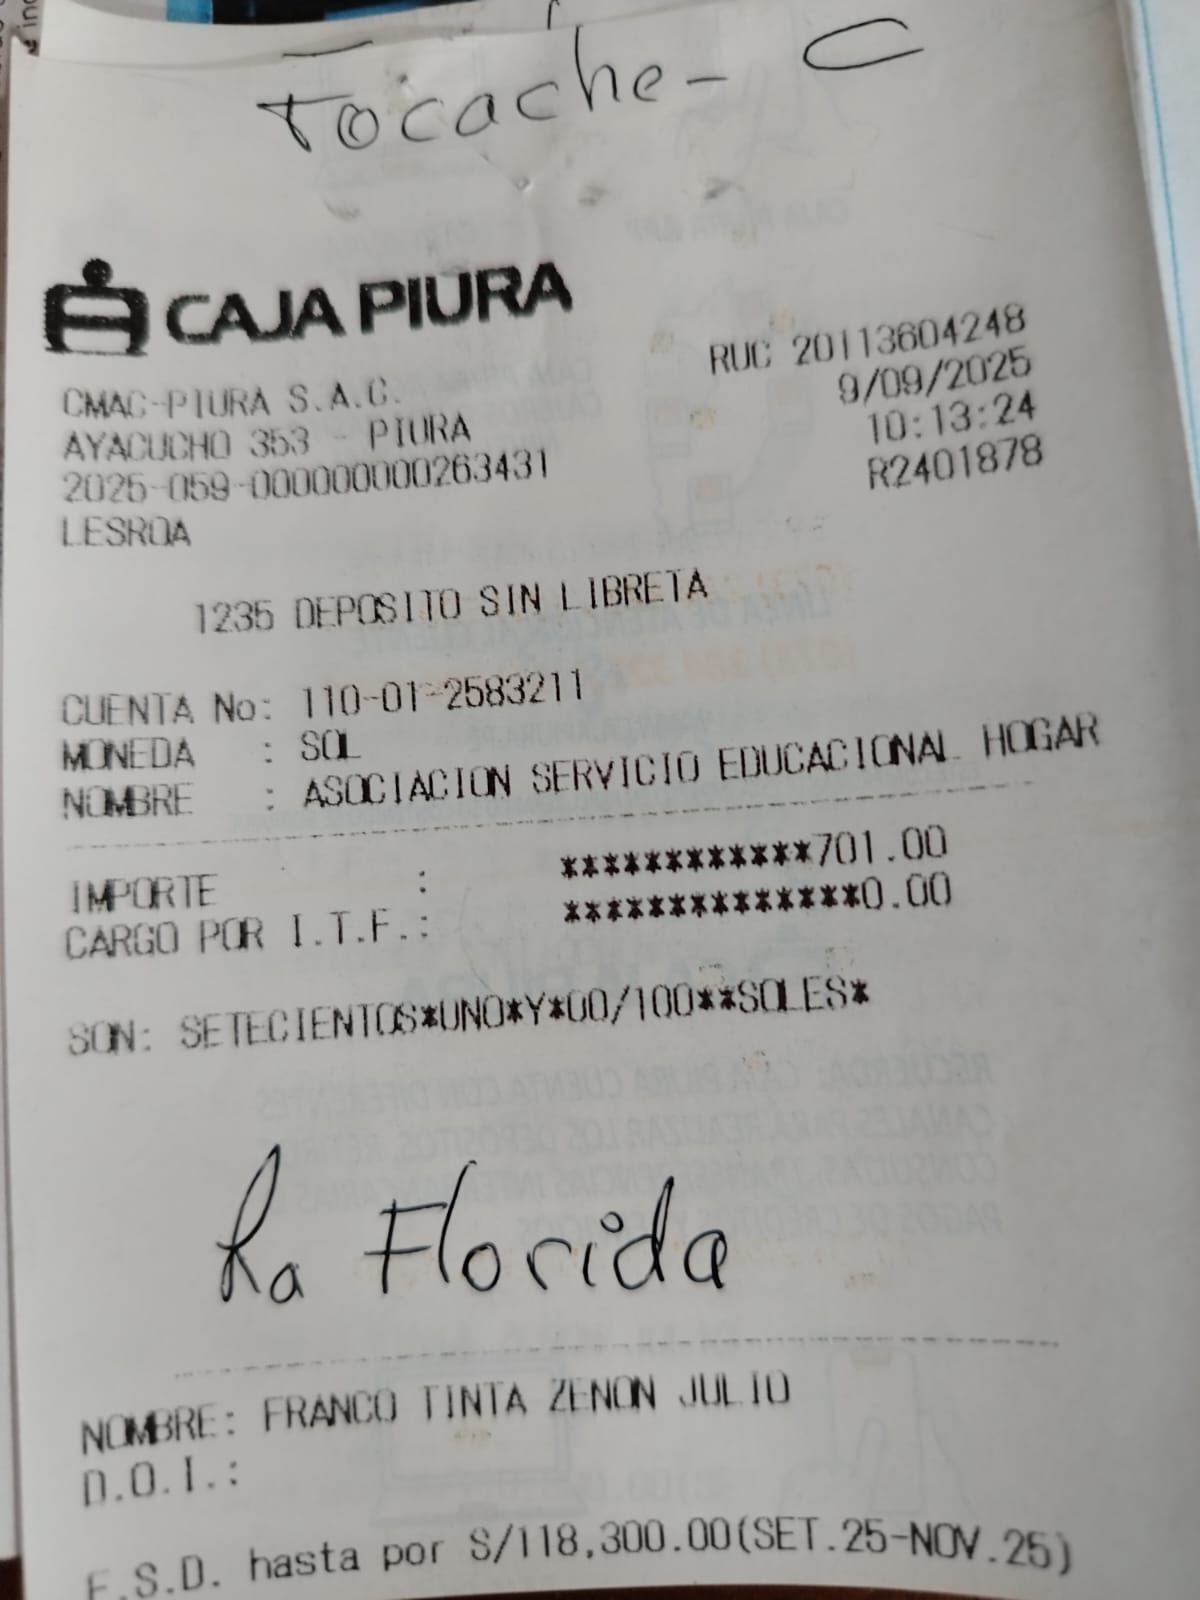 Tocache - C
CAJA PIURA
RUC 20113604248
CMAC-PIURA S.A.C. 9/09/2025
AYACUCHO 353 - PIURA 10:13:24
2025-059-000000000263431 R2401878
LESROA
1235 DEPOSITO SIN LIBRETA
CUENTA No: 110-01-2583211
MONEDA : SOL
NOMBRE : ASOCIACION SERVICIO EDUCACIONAL HOGAR
IMPORTE : ************701.00
CARGO POR I.T.F.: **************0.00
SON: SETECIENTOS*UNO*Y*00/100**SOLES*
La Florida
NOMBRE: FRANCO TINTA ZENON JULIO
D.O.I.:
F.S.D. hasta por S/118,300.00(SET.25-NOV.25)